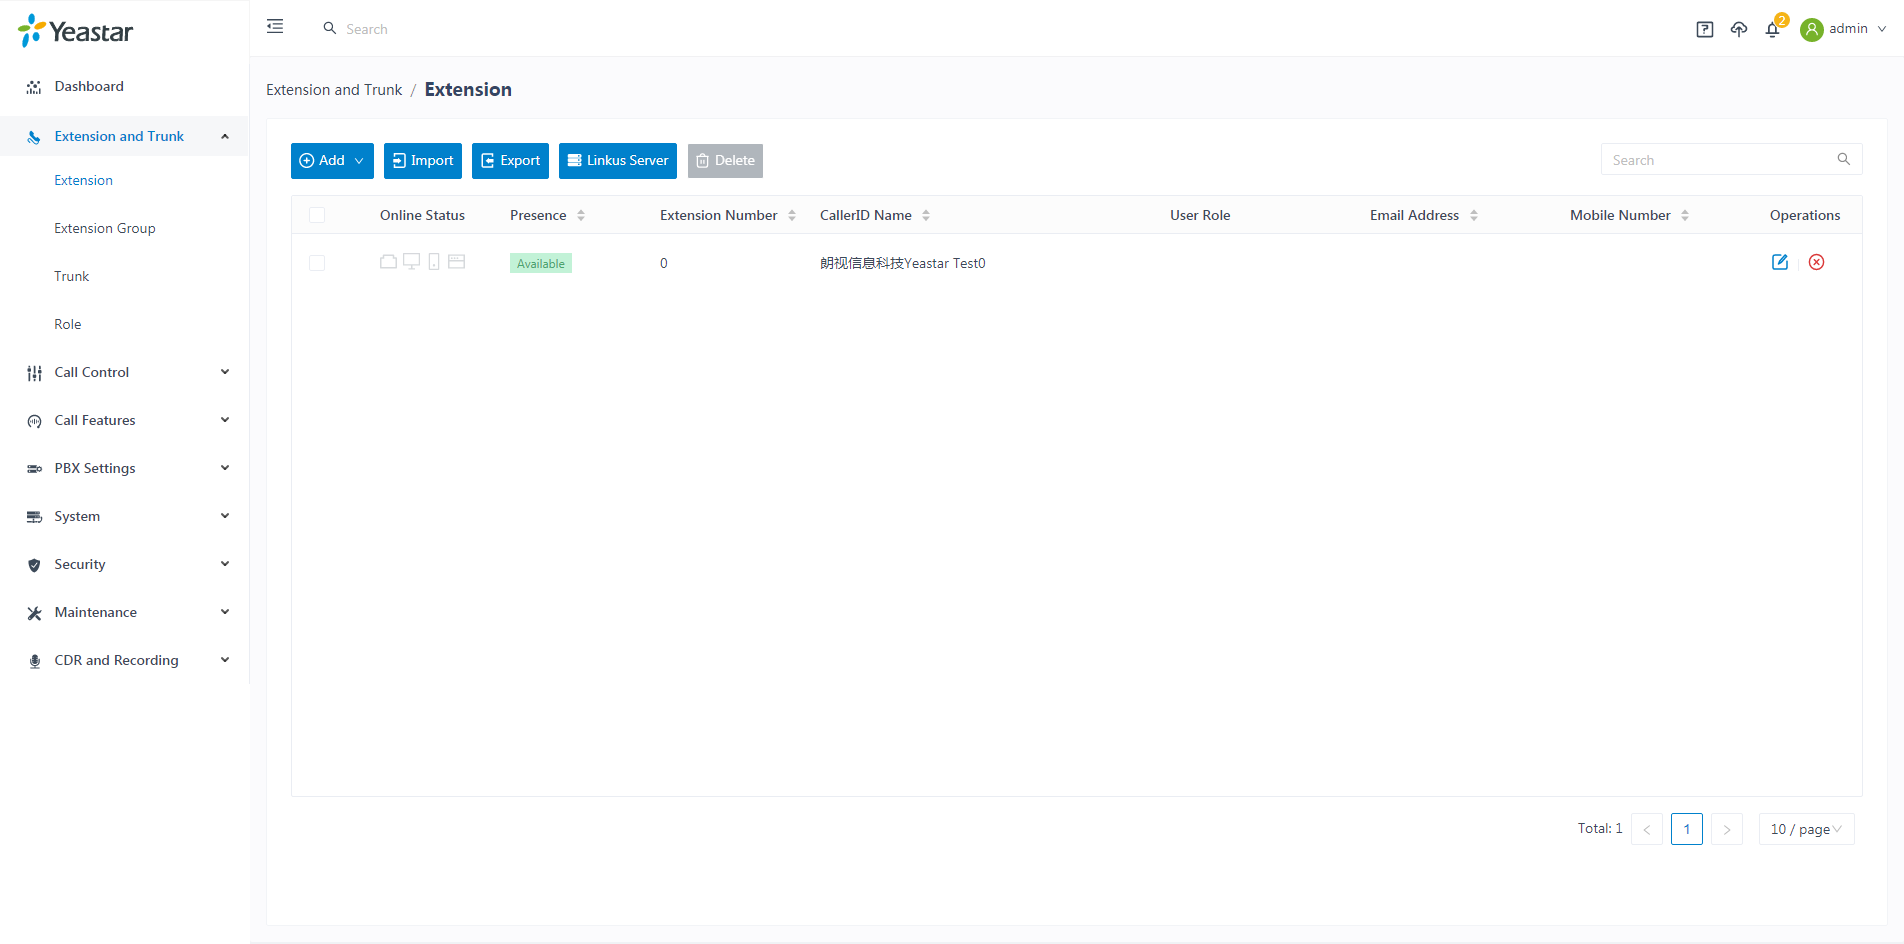 Yeastar
Search
2
admin
Dashboard
Extension and Trunk
Extension
Extension Group
Trunk
Role
Call Control
Call Features
PBX Settings
System
Security
Maintenance
CDR and Recording
Extension and Trunk / Extension
Add Import Export Linkus Server Delete
Search
Online Status Presence Extension Number CallerID Name User Role Email Address Mobile Number Operations
Available 0 朗视信息科技Yeastar Test0
Total: 1 < 1 > 10 / page